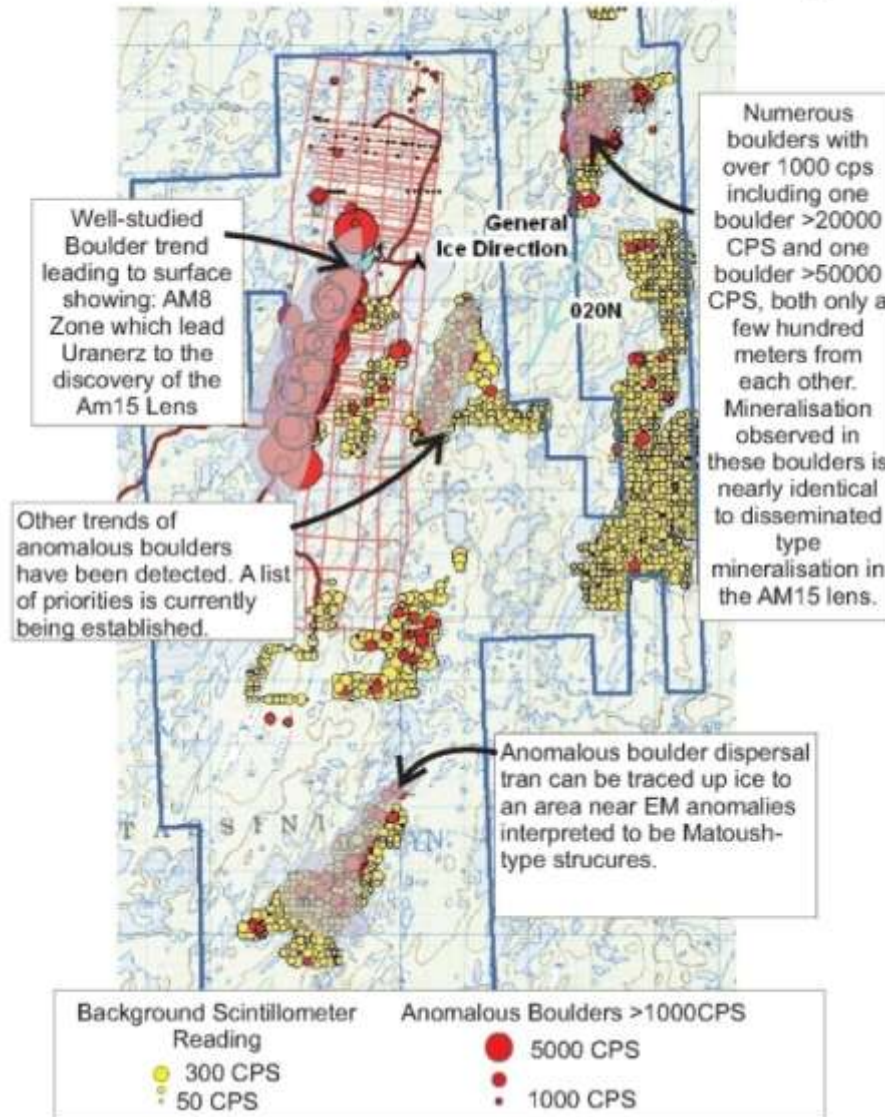 Well-studied
Boulder trend
leading to surface
showing: AM8
Zone which lead
Uranerz to the
discovery of the
Am15 Lens
General
Ice Direction
020N
Numerous
boulders with
over 1000 cps
including one
boulder >20000
CPS and one
boulder >50000
CPS, both only a
few hundred
meters from
each other.
Mineralisation
observed in
these boulders is
nearly identical
to disseminated
type
mineralisation in
the AM15 lens.
Other trends of
anomalous boulders
have been detected. A list
of priorities is currently
being established.
Anomalous boulder dispersal
tran can be traced up ice to
an area near EM anomalies
interpreted to be Matoush-
type strucures.
Background Scintillometer
Reading
300 CPS
50 CPS
Anomalous Boulders >1000CPS
5000 CPS
1000 CPS